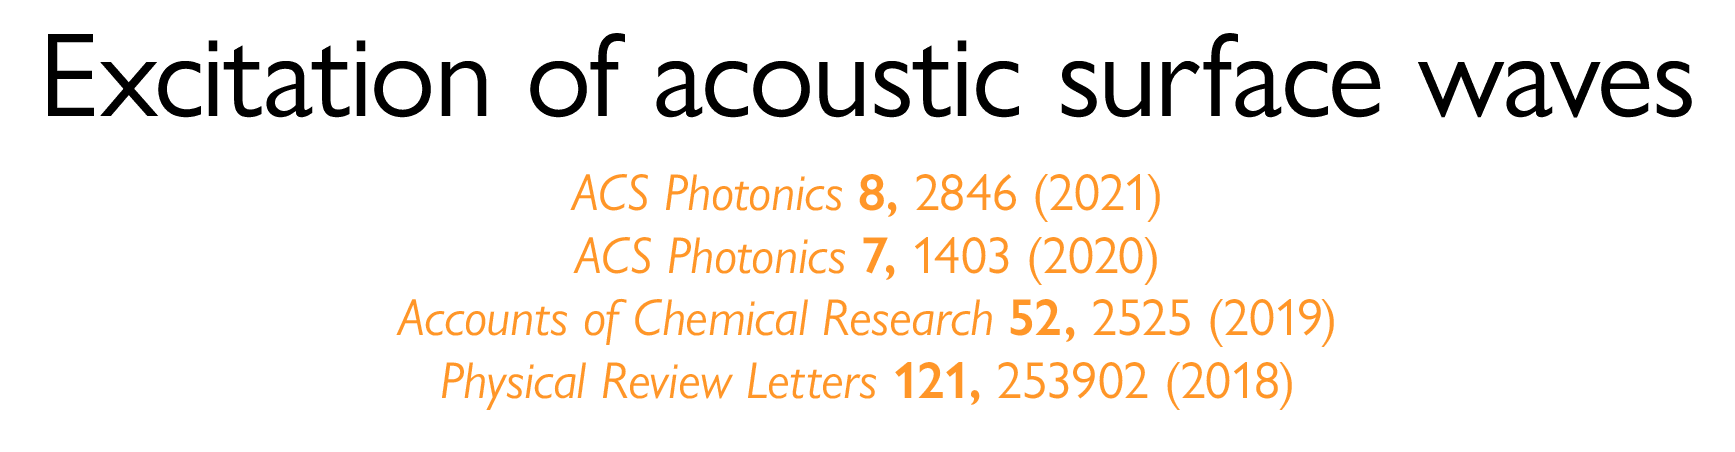 Excitation of acoustic surface waves
ACS Photonics 8, 2846 (2021)
ACS Photonics 7, 1403 (2020)
Accounts of Chemical Research 52, 2525 (2019)
Physical Review Letters 121, 253902 (2018)